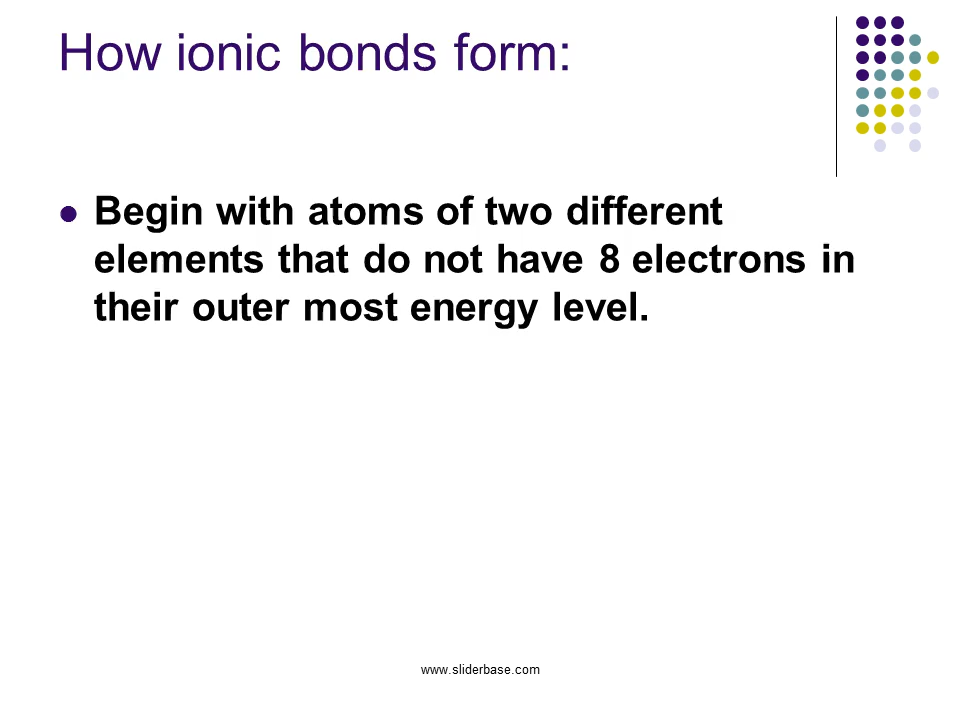 How ionic bonds form:
Begin with atoms of two different
elements that do not have 8 electrons in
their outer most energy level.
www.sliderbase.com